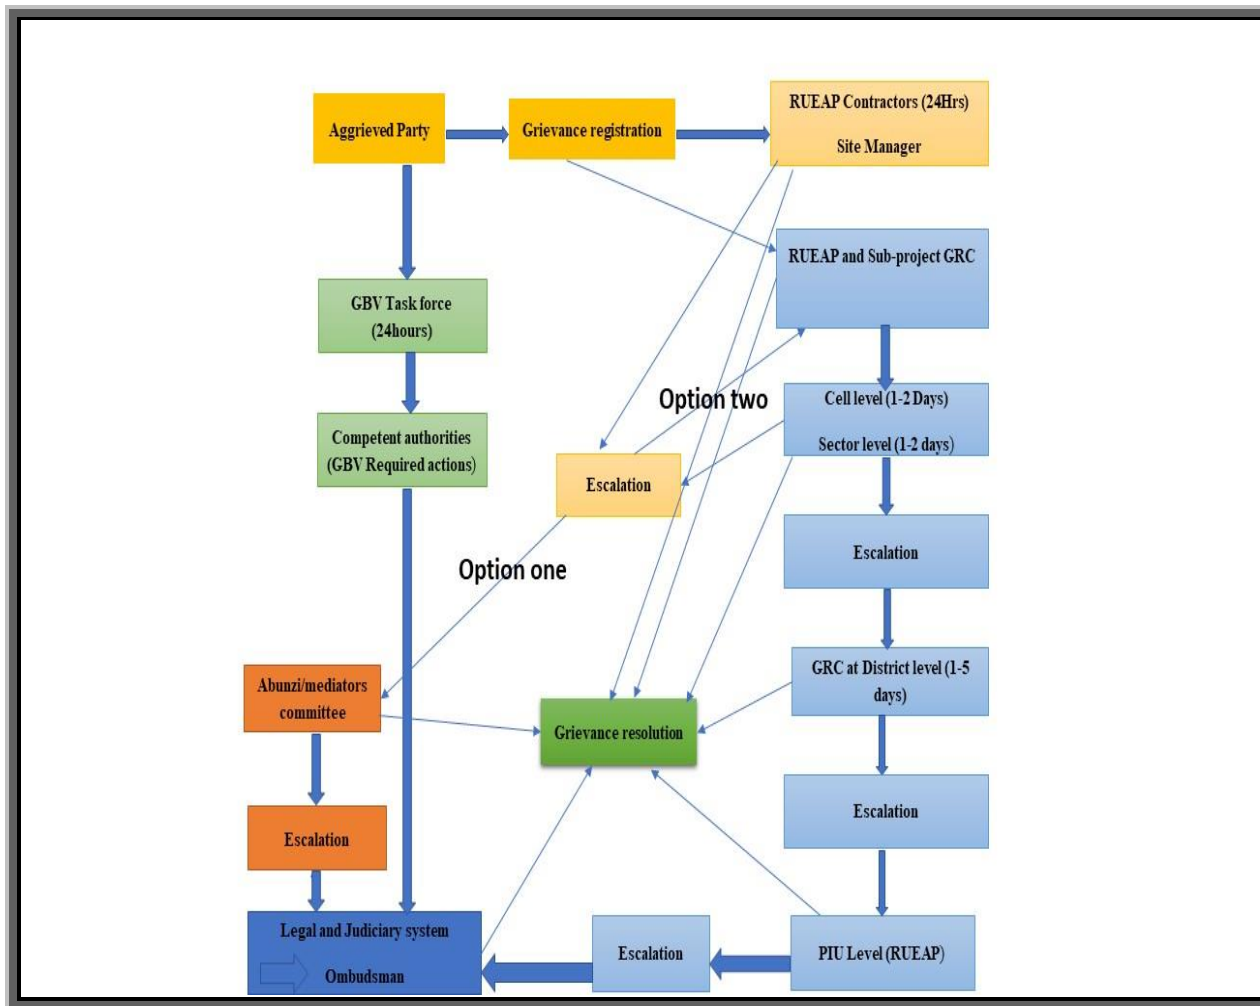 Aggrieved Party
Grievance registration
RUEAP Contractors (24Hrs)
Site Manager
RUEAP and Sub-project GRC
GBV Task force
(24hours)
Cell level (1-2 Days)
Sector level (1-2 days)
Option two
Competent authorities
(GBV Required actions)
Escalation
Escalation
Option one
Abunzi/mediators
committee
Grievance resolution
GRC at District level (1-5
days)
Escalation
Escalation
Legal and Judiciary system
Ombudsman
Escalation
PIU Level (RUEAP)